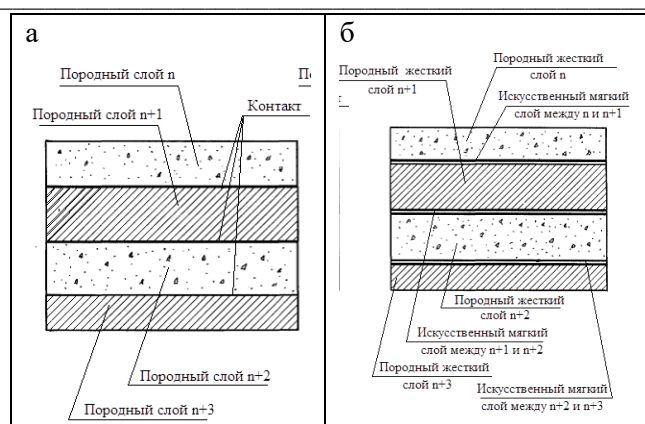 а
Породный слой n
Контакт
Породный слой n+1
Породный слой n+2
Породный слой n+3
б
Породный жесткий
слой n
Породный жесткий
слой n+1
Искусственный мягкий
слой между n и n+1
Породный жесткий
слой n+2
Искусственный мягкий
слой между n+1 и n+2
Породный жесткий
слой n+3
Искусственный мягкий
слой между n+2 и n+3